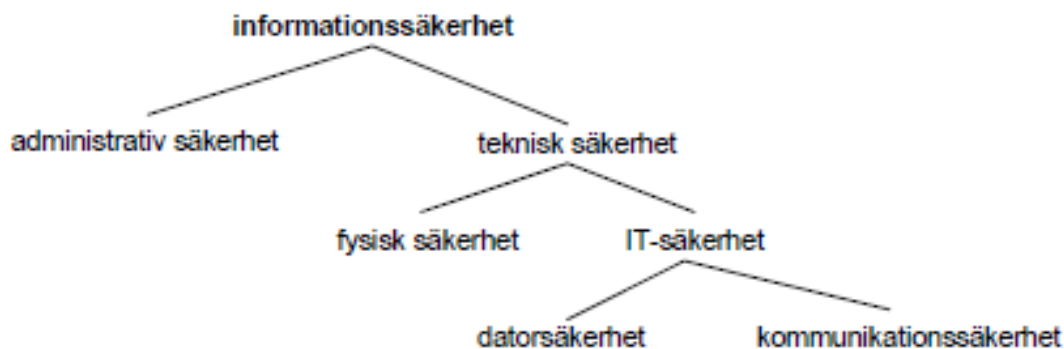 informationssäkerhet
administrativ säkerhet
teknisk säkerhet
fysisk säkerhet
IT-säkerhet
datorsäkerhet
kommunikationssäkerhet